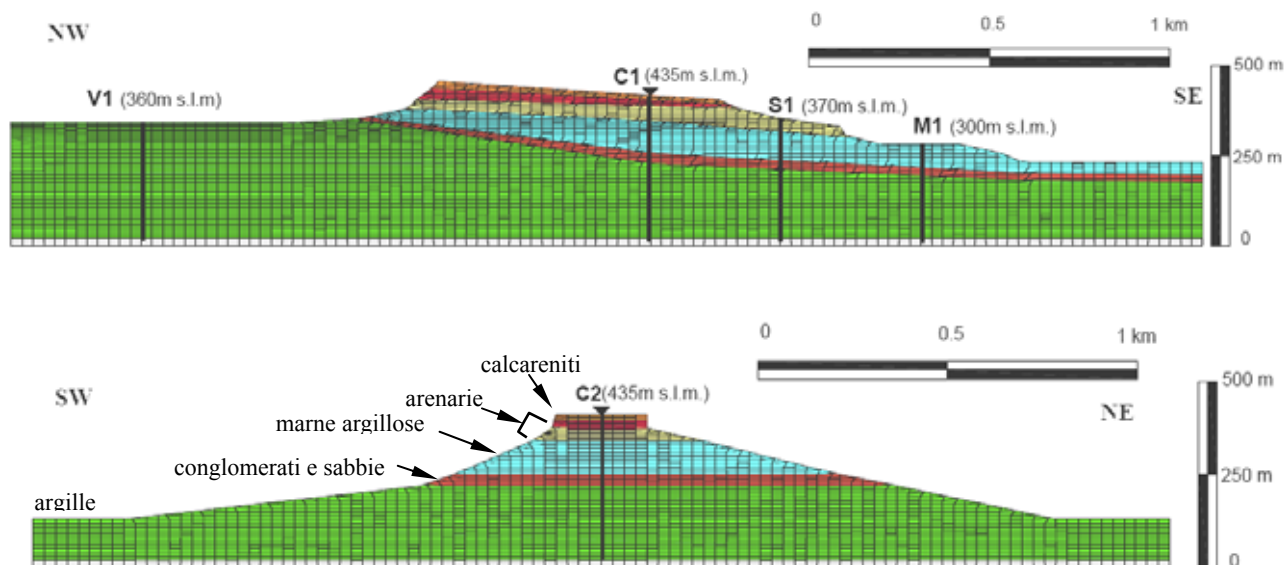 NW
0 0.5 1 km
C1 (435m s.l.m.)
500 m
V1 (360m s.l.m)
SE
S1 (370m s.l.m.)
M1 (300m s.l.m.)
250 m
0
0 0.5 1 km
calcareniti
SW
arenarie
C2(435m s.l.m.)
500 m
NE
marne argillose
conglomerati e sabbie
250 m
argille
0